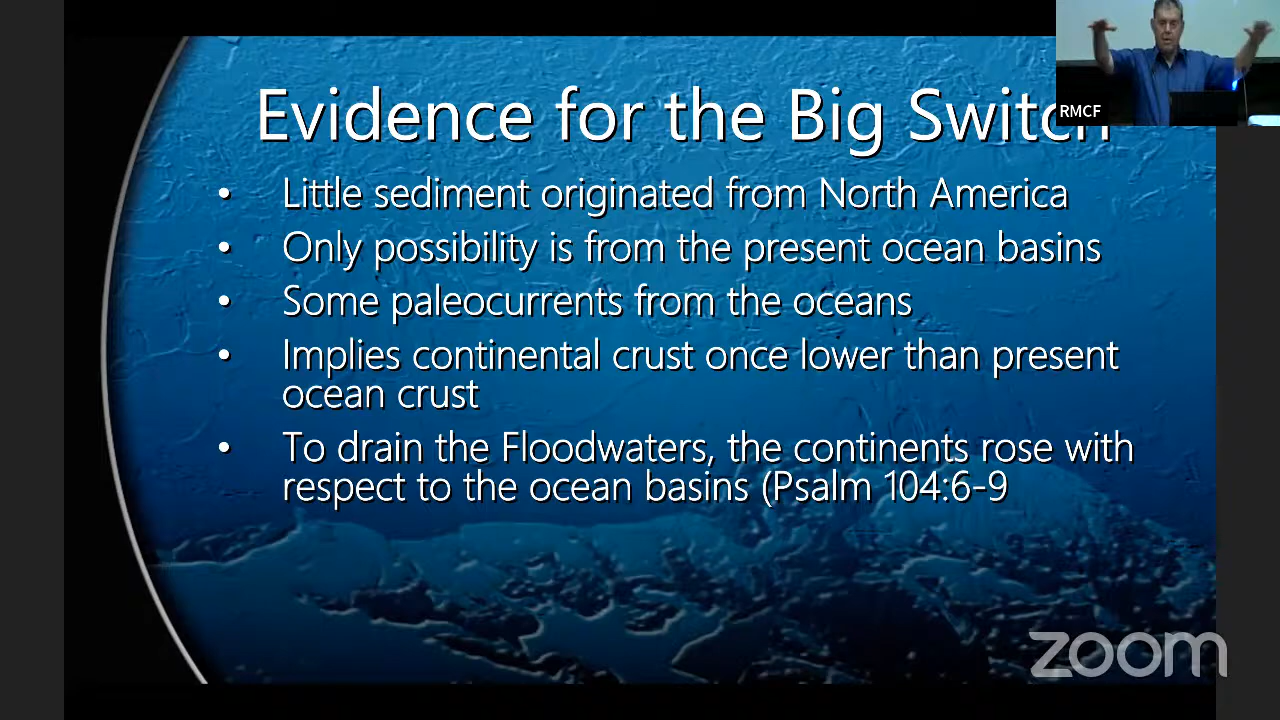 Evidence for the Big Switch
RMCF
• Little sediment originated from North America
• Only possibility is from the present ocean basins
• Some paleocurrents from the oceans
• Implies continental crust once lower than present
ocean crust
• To drain the Floodwaters, the continents rose with
respect to the ocean basins (Psalm 104:6-9
zoom